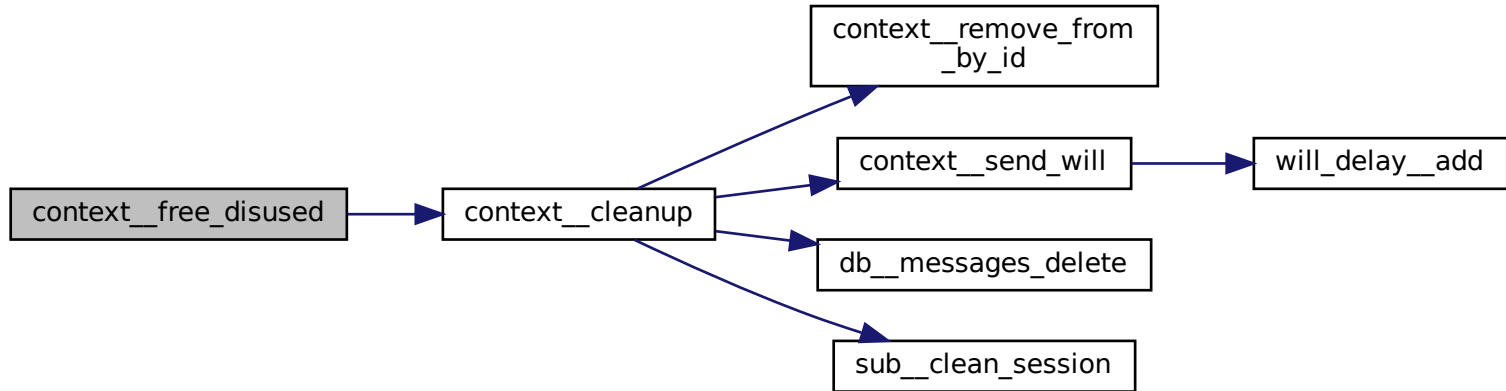 context__remove_from
_by_id
context__send_will
will_delay__add
context__free_disused
context__cleanup
db__messages_delete
sub__clean_session